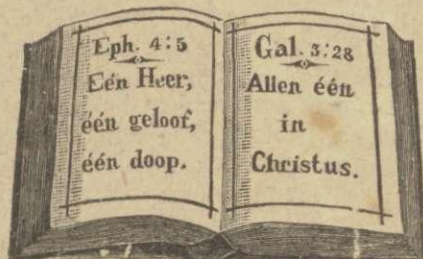 Eph. 4:5
Eén Heer,
één geloof,
één doop.
Gal. 3:28
Allen één
in
Christus.